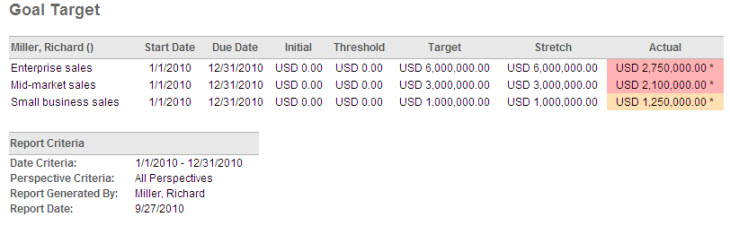 Goal Target
Miller, Richard () Start Date Due Date Initial Threshold Target Stretch Actual
Enterprise sales 1/1/2010 12/31/2010 USD 0.00 USD 0.00 USD 6,000,000.00 USD 6,000,000.00 USD 2,750,000.00 *
Mid-market sales 1/1/2010 12/31/2010 USD 0.00 USD 0.00 USD 3,000,000.00 USD 3,000,000.00 USD 2,100,000.00 *
Small business sales 1/1/2010 12/31/2010 USD 0.00 USD 0.00 USD 1,000,000.00 USD 1,000,000.00 USD 1,250,000.00 *
Report Criteria
Date Criteria: 1/1/2010 - 12/31/2010
Perspective Criteria: All Perspectives
Report Generated By: Miller, Richard
Report Date: 9/27/2010